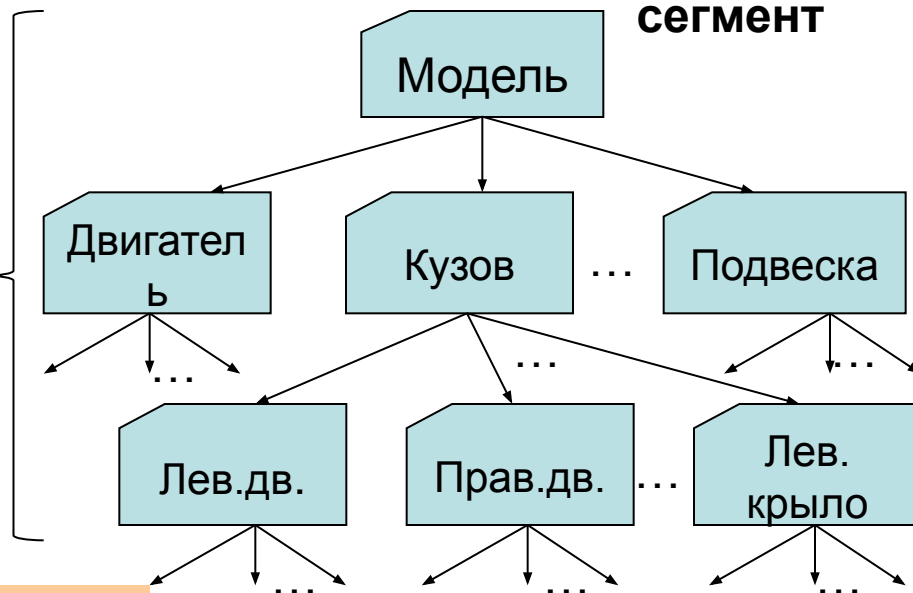 сегмент
Модель
Двигател
ь
Кузов
...
Подвеска
...
...
...
Лев.дв.
Прав.дв.
...
Лев.
крыло
...
...
...